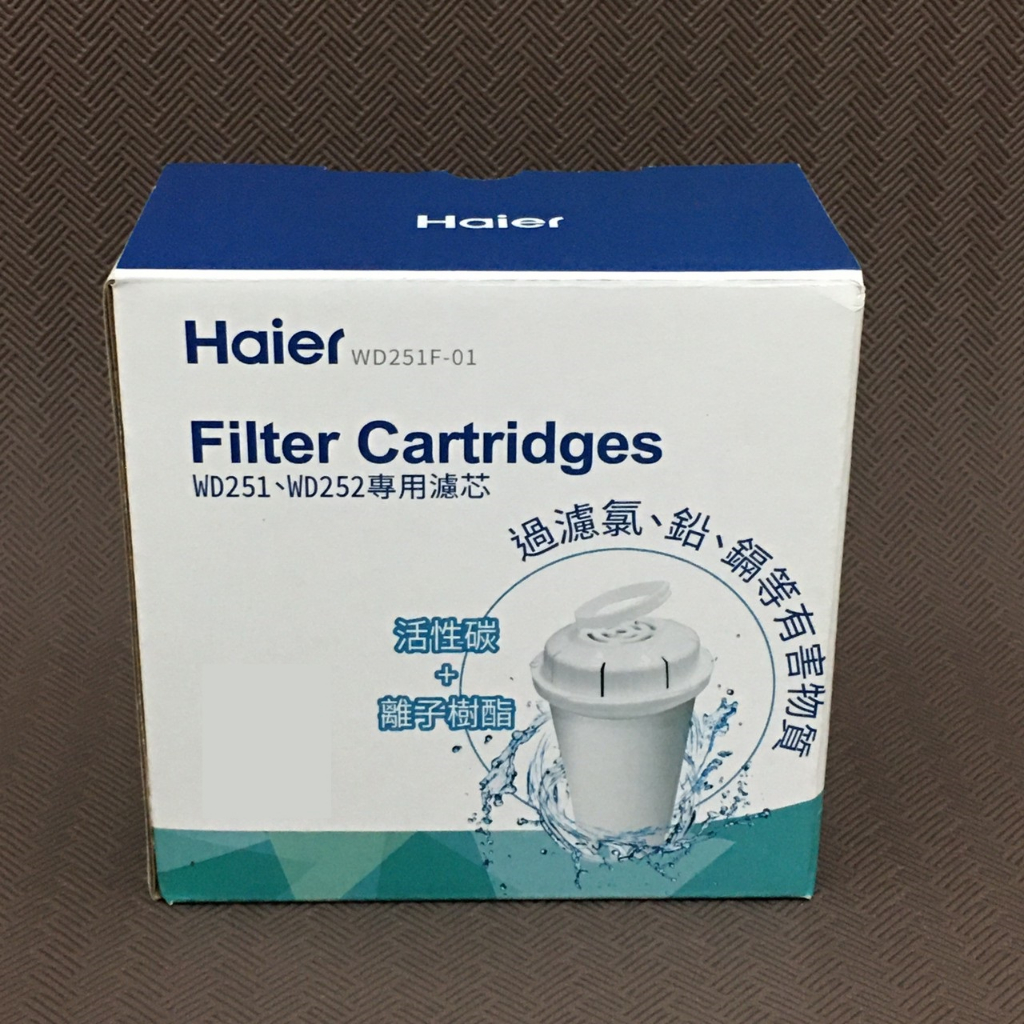 Haier
Haier WD251F-01
Filter Cartridges
WD251、WD252專用濾芯
過濾氯、鉛、鎘等有害物質
活性碳
+
離子樹酯